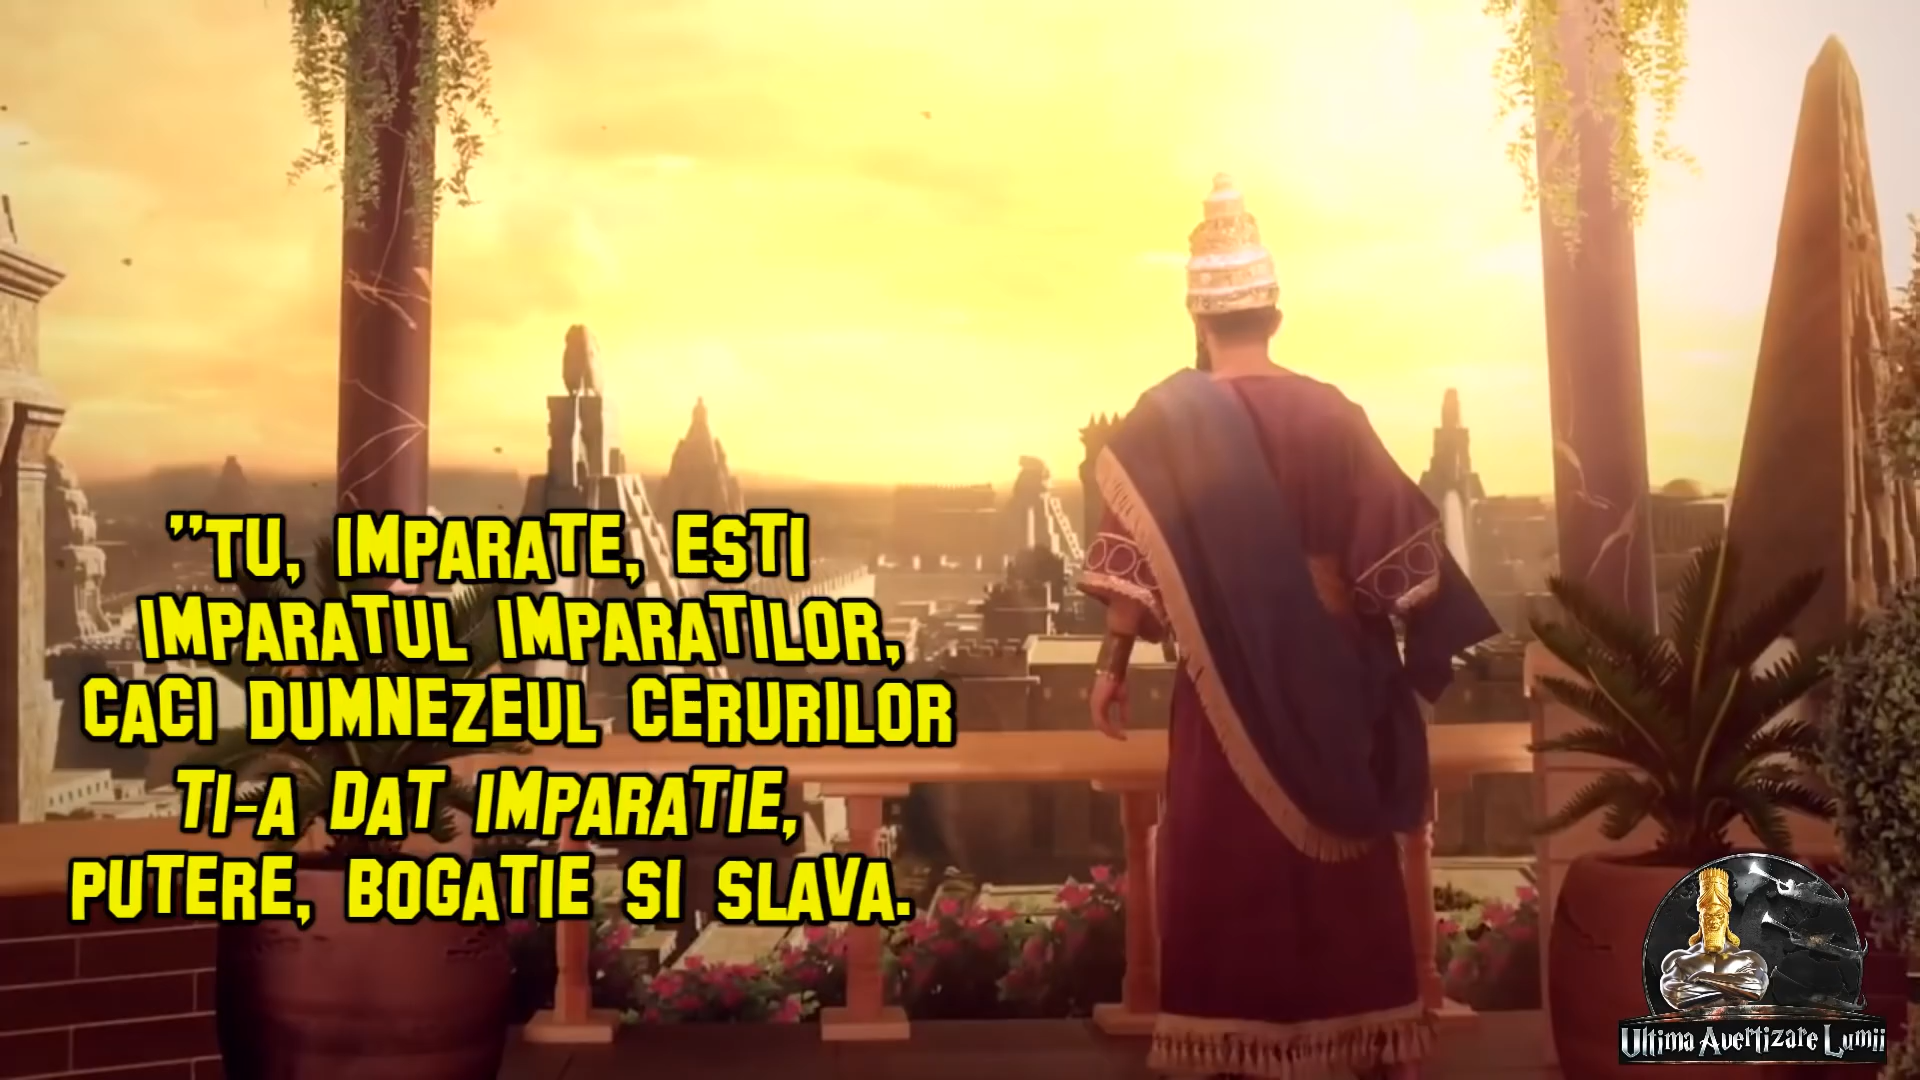 "TU, IMPARATE, ESTI
IMPARATUL IMPARATILOR,
CACI DUMNEZEUL CERURILOR
TI-A DAT IMPARATIE,
PUTERE, BOGATIE SI SLAVA.
Ultima Avertizare Lumii